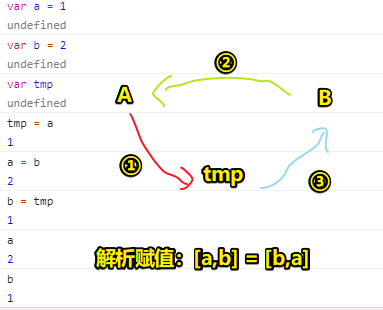 var a = 1
undefined
var b = 2
undefined
var tmp
undefined
tmp = a
1
a = b
2
b = tmp
1
a
2
b
1
②
A
B
①
tmp
③
解析赋值：[a,b] = [b,a]